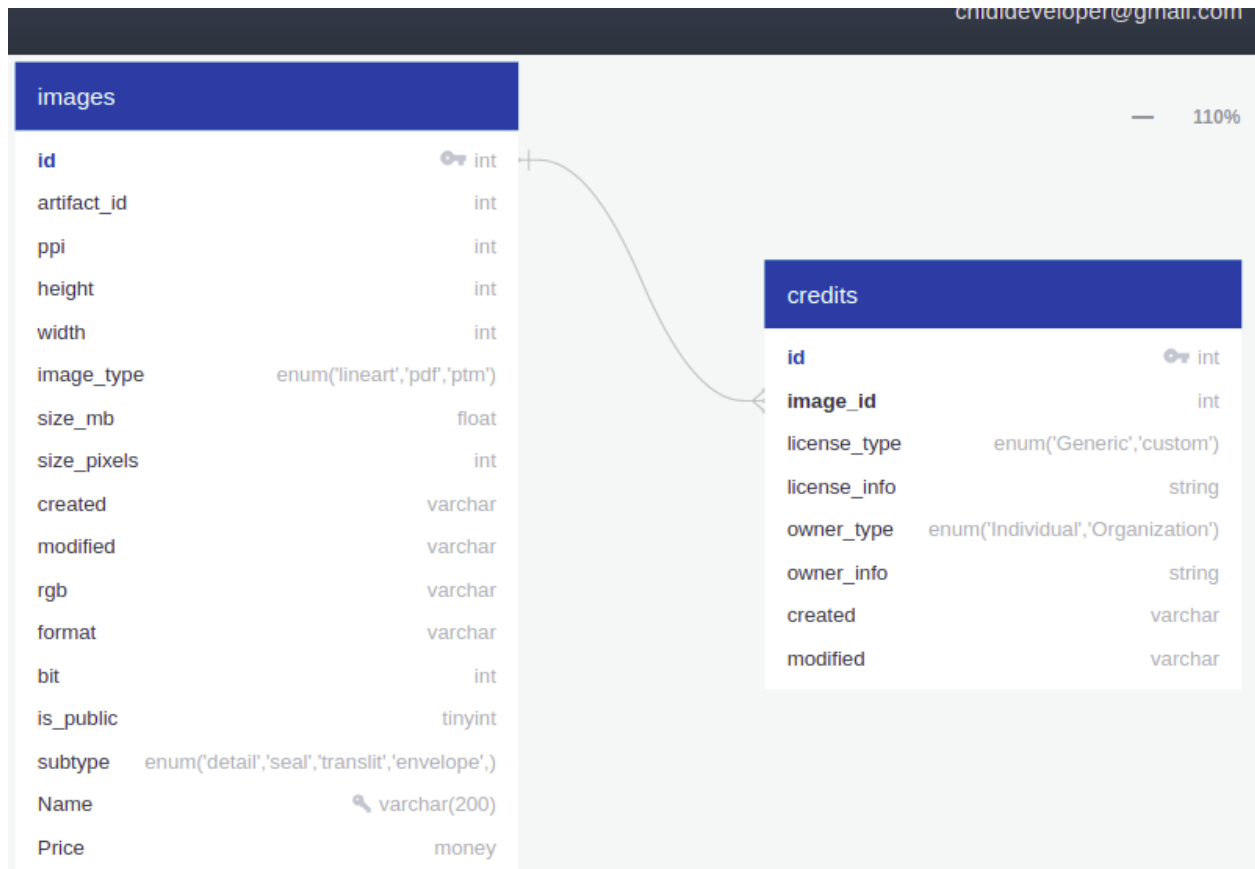 chidideveloper@gmail.com
images
110%
id int
artifact_id int
ppi int
height int
width int
image_type enum('lineart','pdf','ptm')
size_mb float
size_pixels int
created varchar
modified varchar
rgb varchar
format varchar
bit int
is_public tinyint
subtype enum('detail','seal','translit','envelope',)
Name varchar(200)
Price money
credits
id int
image_id int
license_type enum('Generic','custom')
license_info string
owner_type enum('Individual','Organization')
owner_info string
created varchar
modified varchar